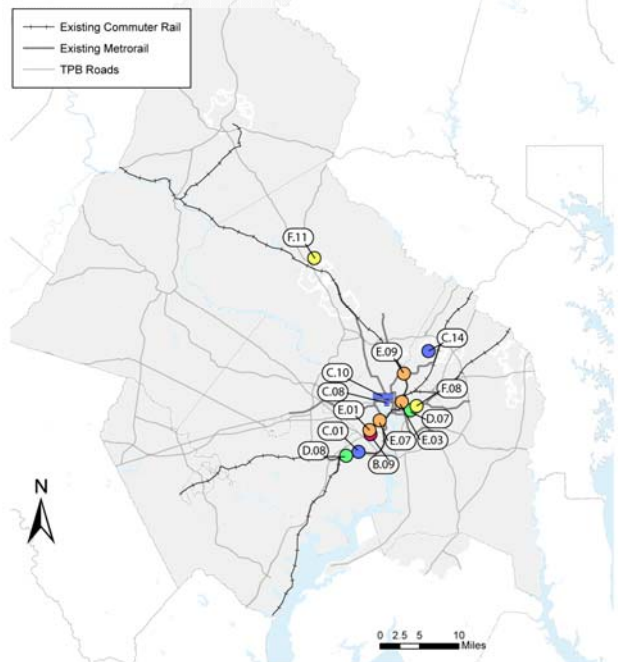 Existing Commuter Rail
Existing Metrorail
TPB Roads
F.11
C.14
E.09
C.10
C.08
F.08
E.01
D.07
C.01
E.07
E.03
D.08
B.09
N
0 2.5 5 10
Miles